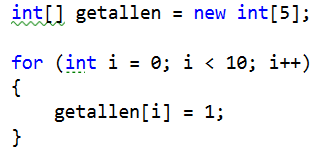 int[] getallen = new int[5];
for (int i = 0; i < 10; i++)
{
    getallen[i] = 1;
}